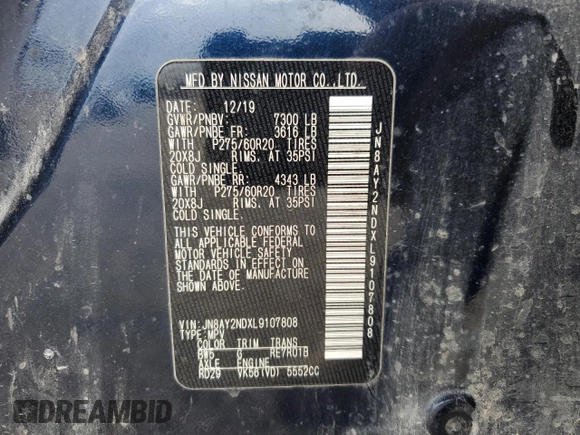 MFD BY NISSAN MOTOR CO.,LTD.
DATE: 12/19
GVWR/PNBV: 7300 LB
GAWR/PNBE FR: 3616 LB
WITH P275/60R20 TIRES
20X8J RIMS, AT 35PSI
COLD SINGLE.
GAWR/PNBE RR: 4343 LB
WITH P275/60R20 TIRES
20X8J RIMS, AT 35PSI
COLD SINGLE.
THIS VEHICLE CONFORMS TO
ALL APPLICABLE FEDERAL
MOTOR VEHICLE SAFETY
STANDARDS IN EFFECT ON
THE DATE OF MANUFACTURE
SHOWN ABOVE.
VIN: JN8AY2NDXL9107808
TYPE: MPV
COLOR TRIM TRANS
BW5 G RE7R01B
AXLE ENGINE
RD29 VK56(VD) 5552CC
JN8AY2NDXL9107808
DREAMBID